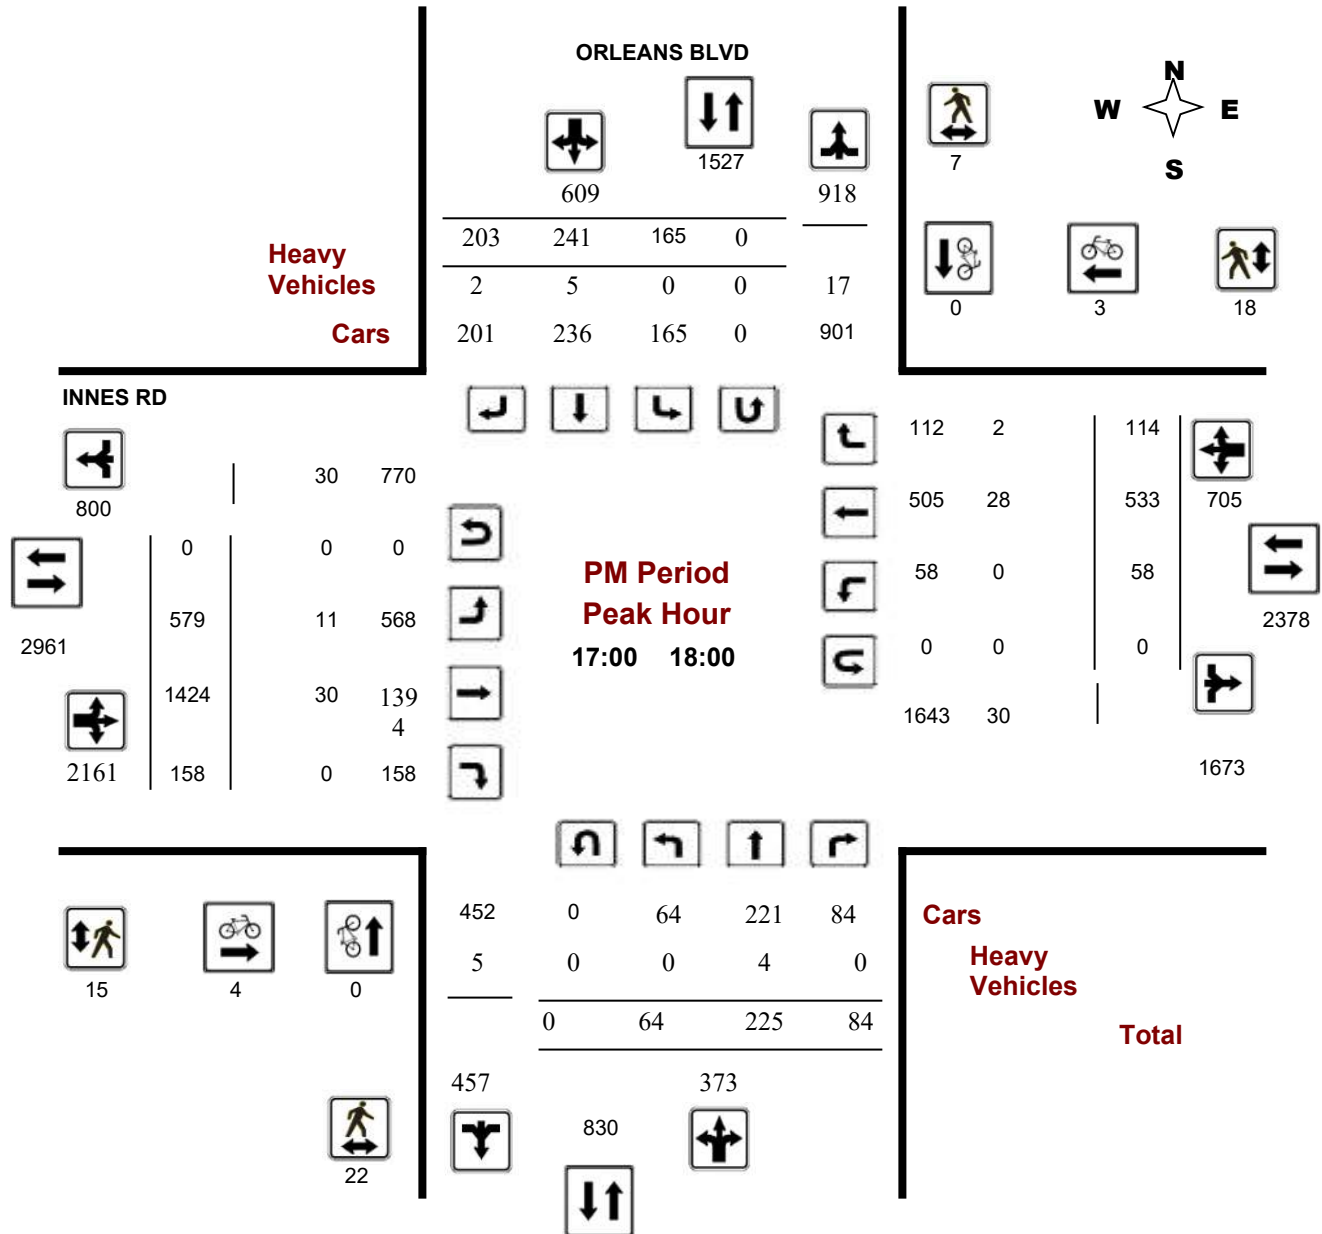 ORLEANS BLVD
N
W E
S
1527
7
609 918
203 241 165 0
Heavy
Vehicles 2 5 0 0 17
0 3 18
Cars 201 236 165 0 901
INNES RD
112 2 114
30 770
800 505 28 533 705
0 0 0
PM Period
58 0 58
579 11 568 Peak Hour
2378
2961 17:00 18:00 0 0 0
1424 30 139
4
1643 30
2161 158 0 158 1673
452 0 64 221 84 Cars
5 0 0 4 0 Heavy
Vehicles
15 4 0
0 64 225 84 Total
457 373
830
22